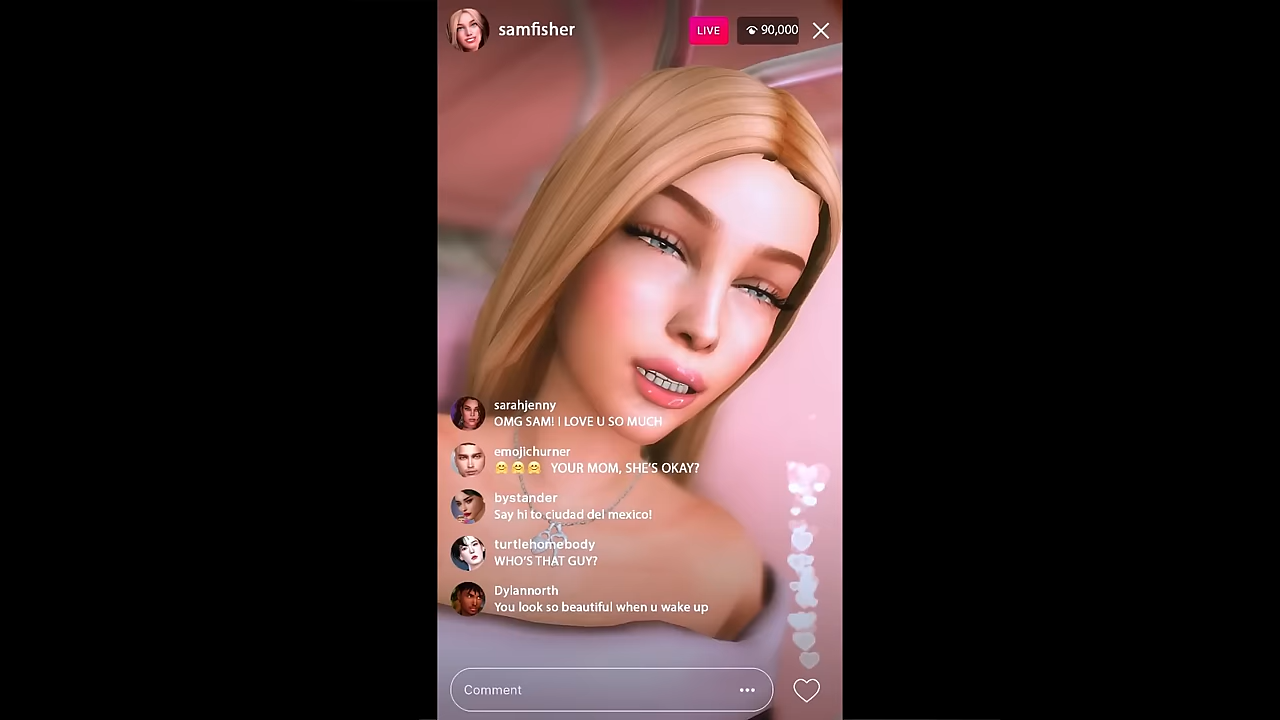 samfisher
LIVE
90,000
sarahjenny
OMG SAM! I LOVE U SO MUCH
emojichurner
🤗🤗🤗 YOUR MOM, SHE'S OKAY?
bystander
Say hi to ciudad del mexico!
turtlehomebody
WHO'S THAT GUY?
Dylannorth
You look so beautiful when u wake up
Comment